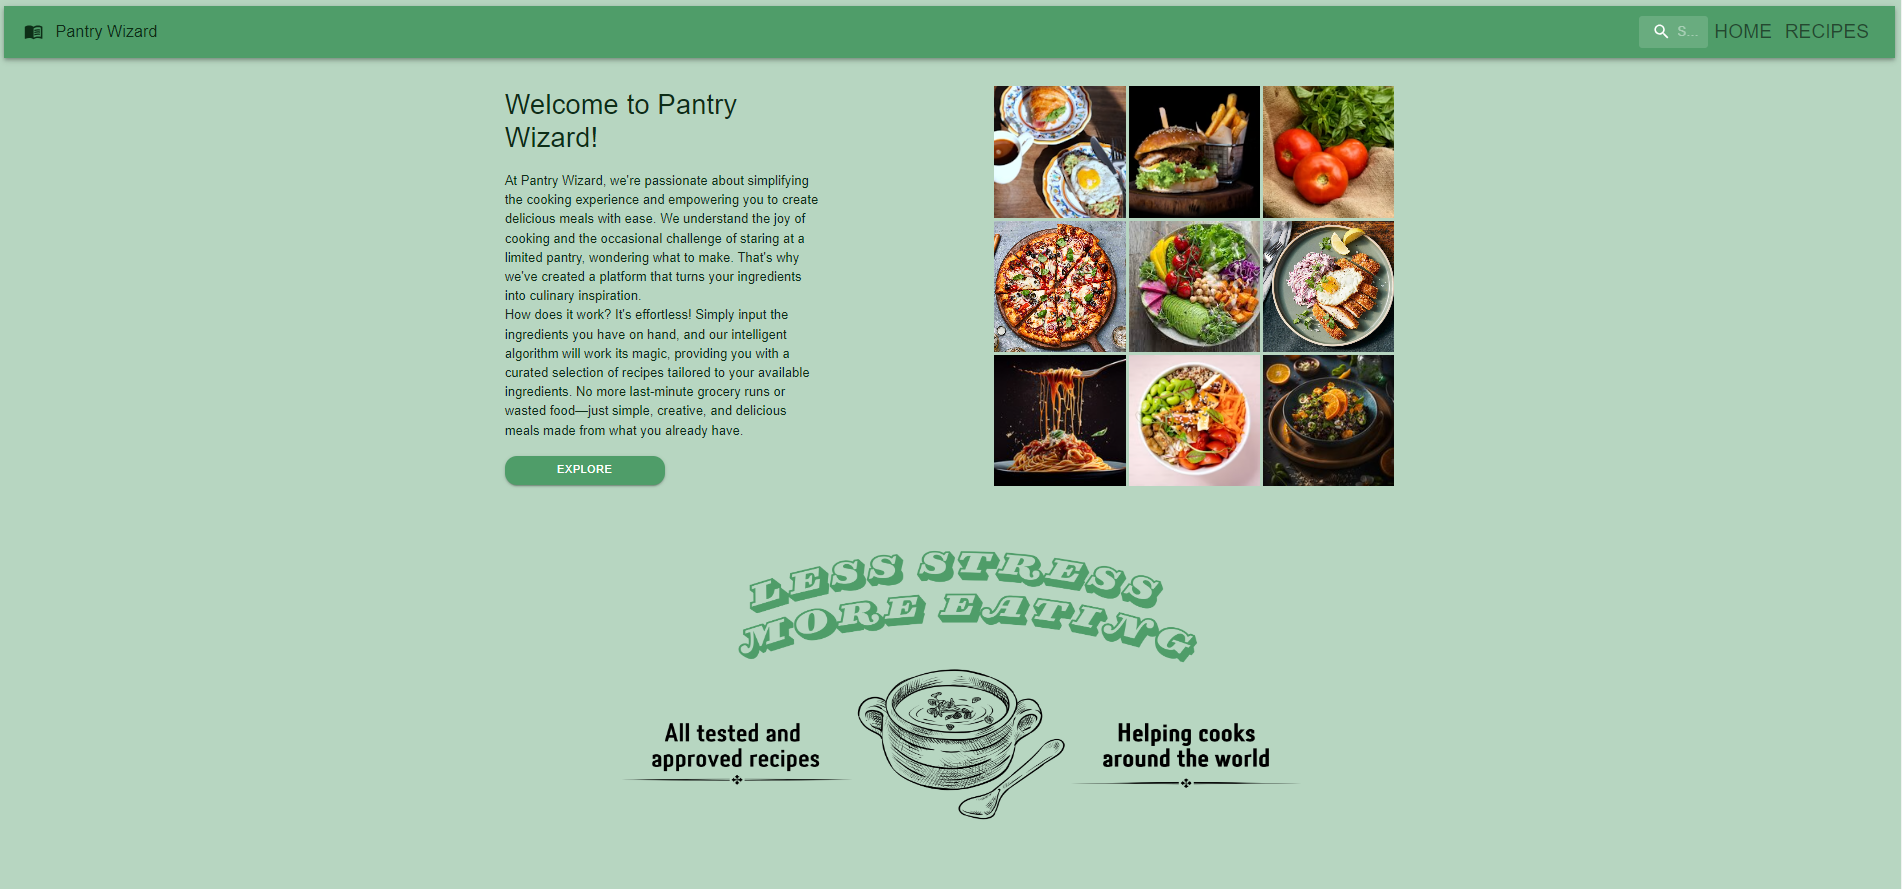 Pantry Wizard
S...
HOME
RECIPES
Welcome to Pantry
Wizard!
At Pantry Wizard, we're passionate about simplifying
the cooking experience and empowering you to create
delicious meals with ease. We understand the joy of
cooking and the occasional challenge of staring at a
limited pantry, wondering what to make. That's why
we've created a platform that turns your ingredients
into culinary inspiration.
How does it work? It's effortless! Simply input the
ingredients you have on hand, and our intelligent
algorithm will work its magic, providing you with a
curated selection of recipes tailored to your available
ingredients. No more last-minute grocery runs or
wasted food—just simple, creative, and delicious
meals made from what you already have.
EXPLORE
LESS STRESS
MORE EATING
All tested and
approved recipes
Helping cooks
around the world